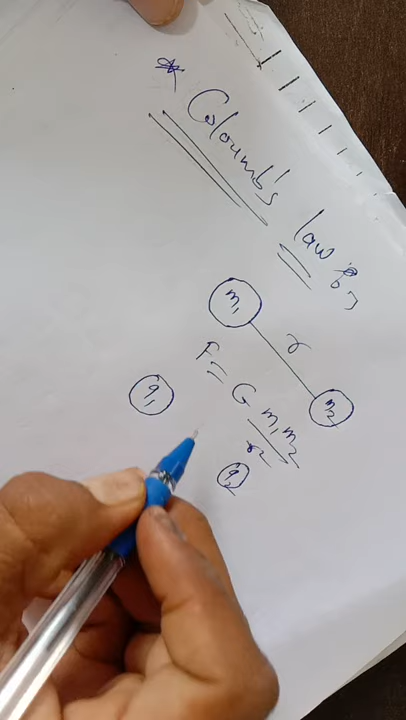 * Coloumb's law :→
m₁
r
m₂
F = G m₁m₂
r²
q₁
q₂